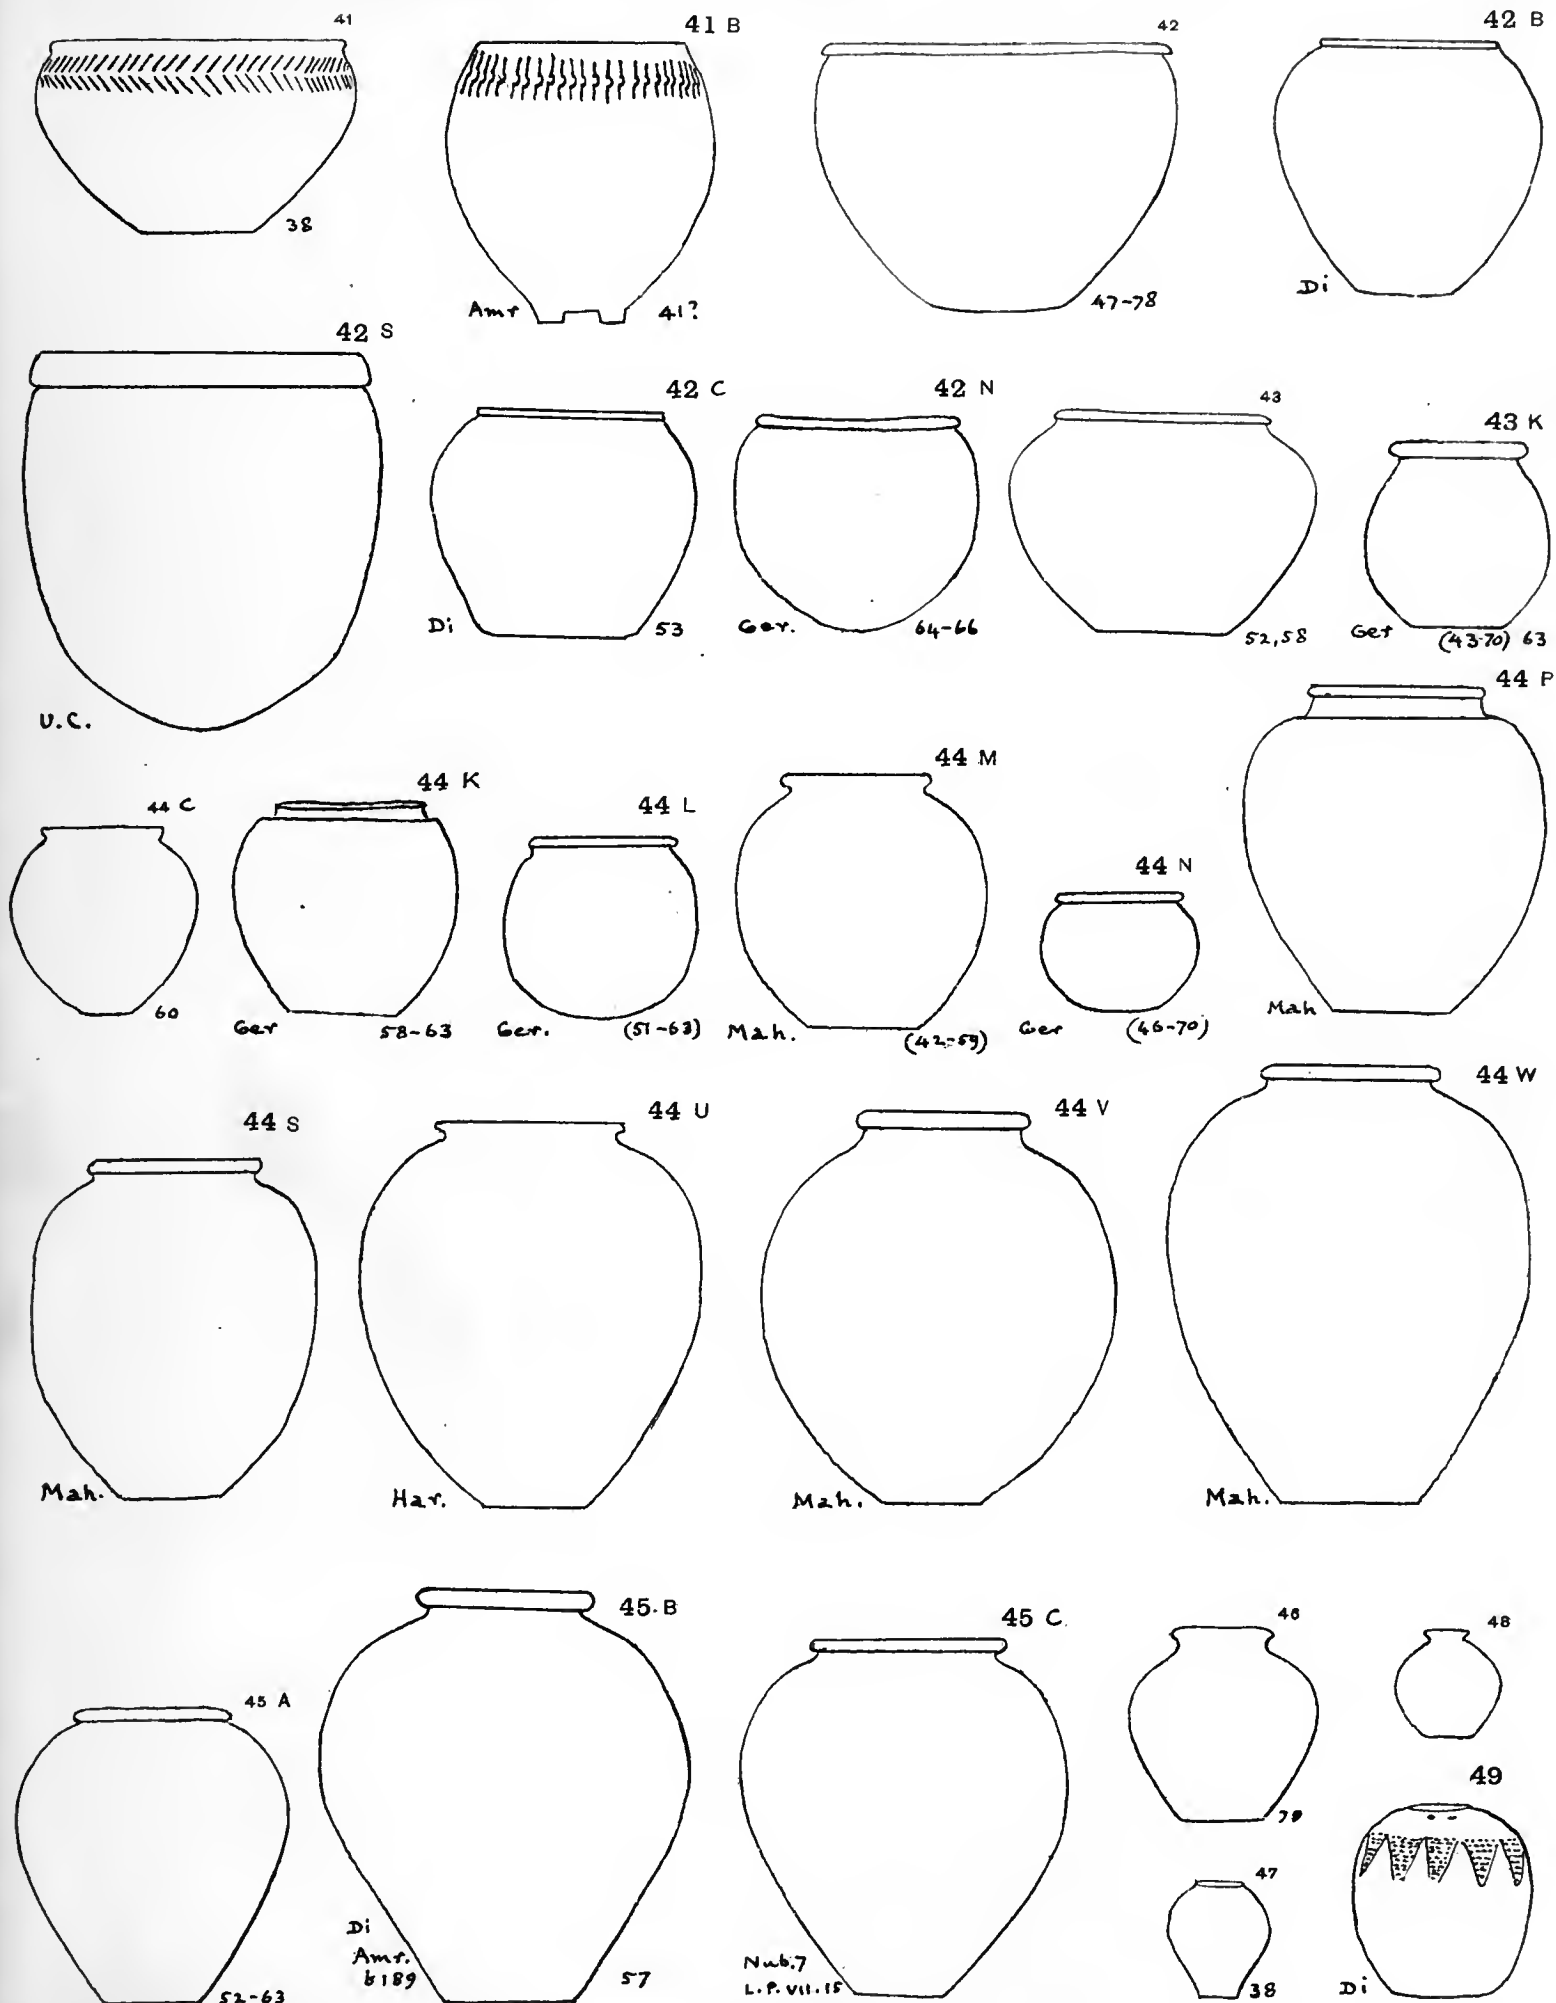 41
41 B
42
42 B
38
Amr
41?
47-78
Di
42 S
42 C
42 N
43
43 K
U.C.
Di
53
Ger.
64-66
52,58
Ger
(43-70) 63
44 C
44 K
44 L
44 M
44 N
44 P
60
Ger
58-63
Ger.
(51-63)
Mah.
(42-59)
Ger
(46-70)
Mah
44 S
44 U
44 V
44 W
Mah.
Har.
Mah.
Mah.
45 A
45.B
45 C.
46
48
49
52-63
Di
Amr.
b189
57
Nub.7
L.P. VII.15
79
47
38
Di